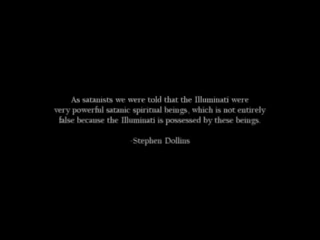 As satanists we were told that the Illuminati were
very powerful satanic spiritual beings, which is not entirely
false because the Illuminati is possessed by these beings.
-Stephen Dollins